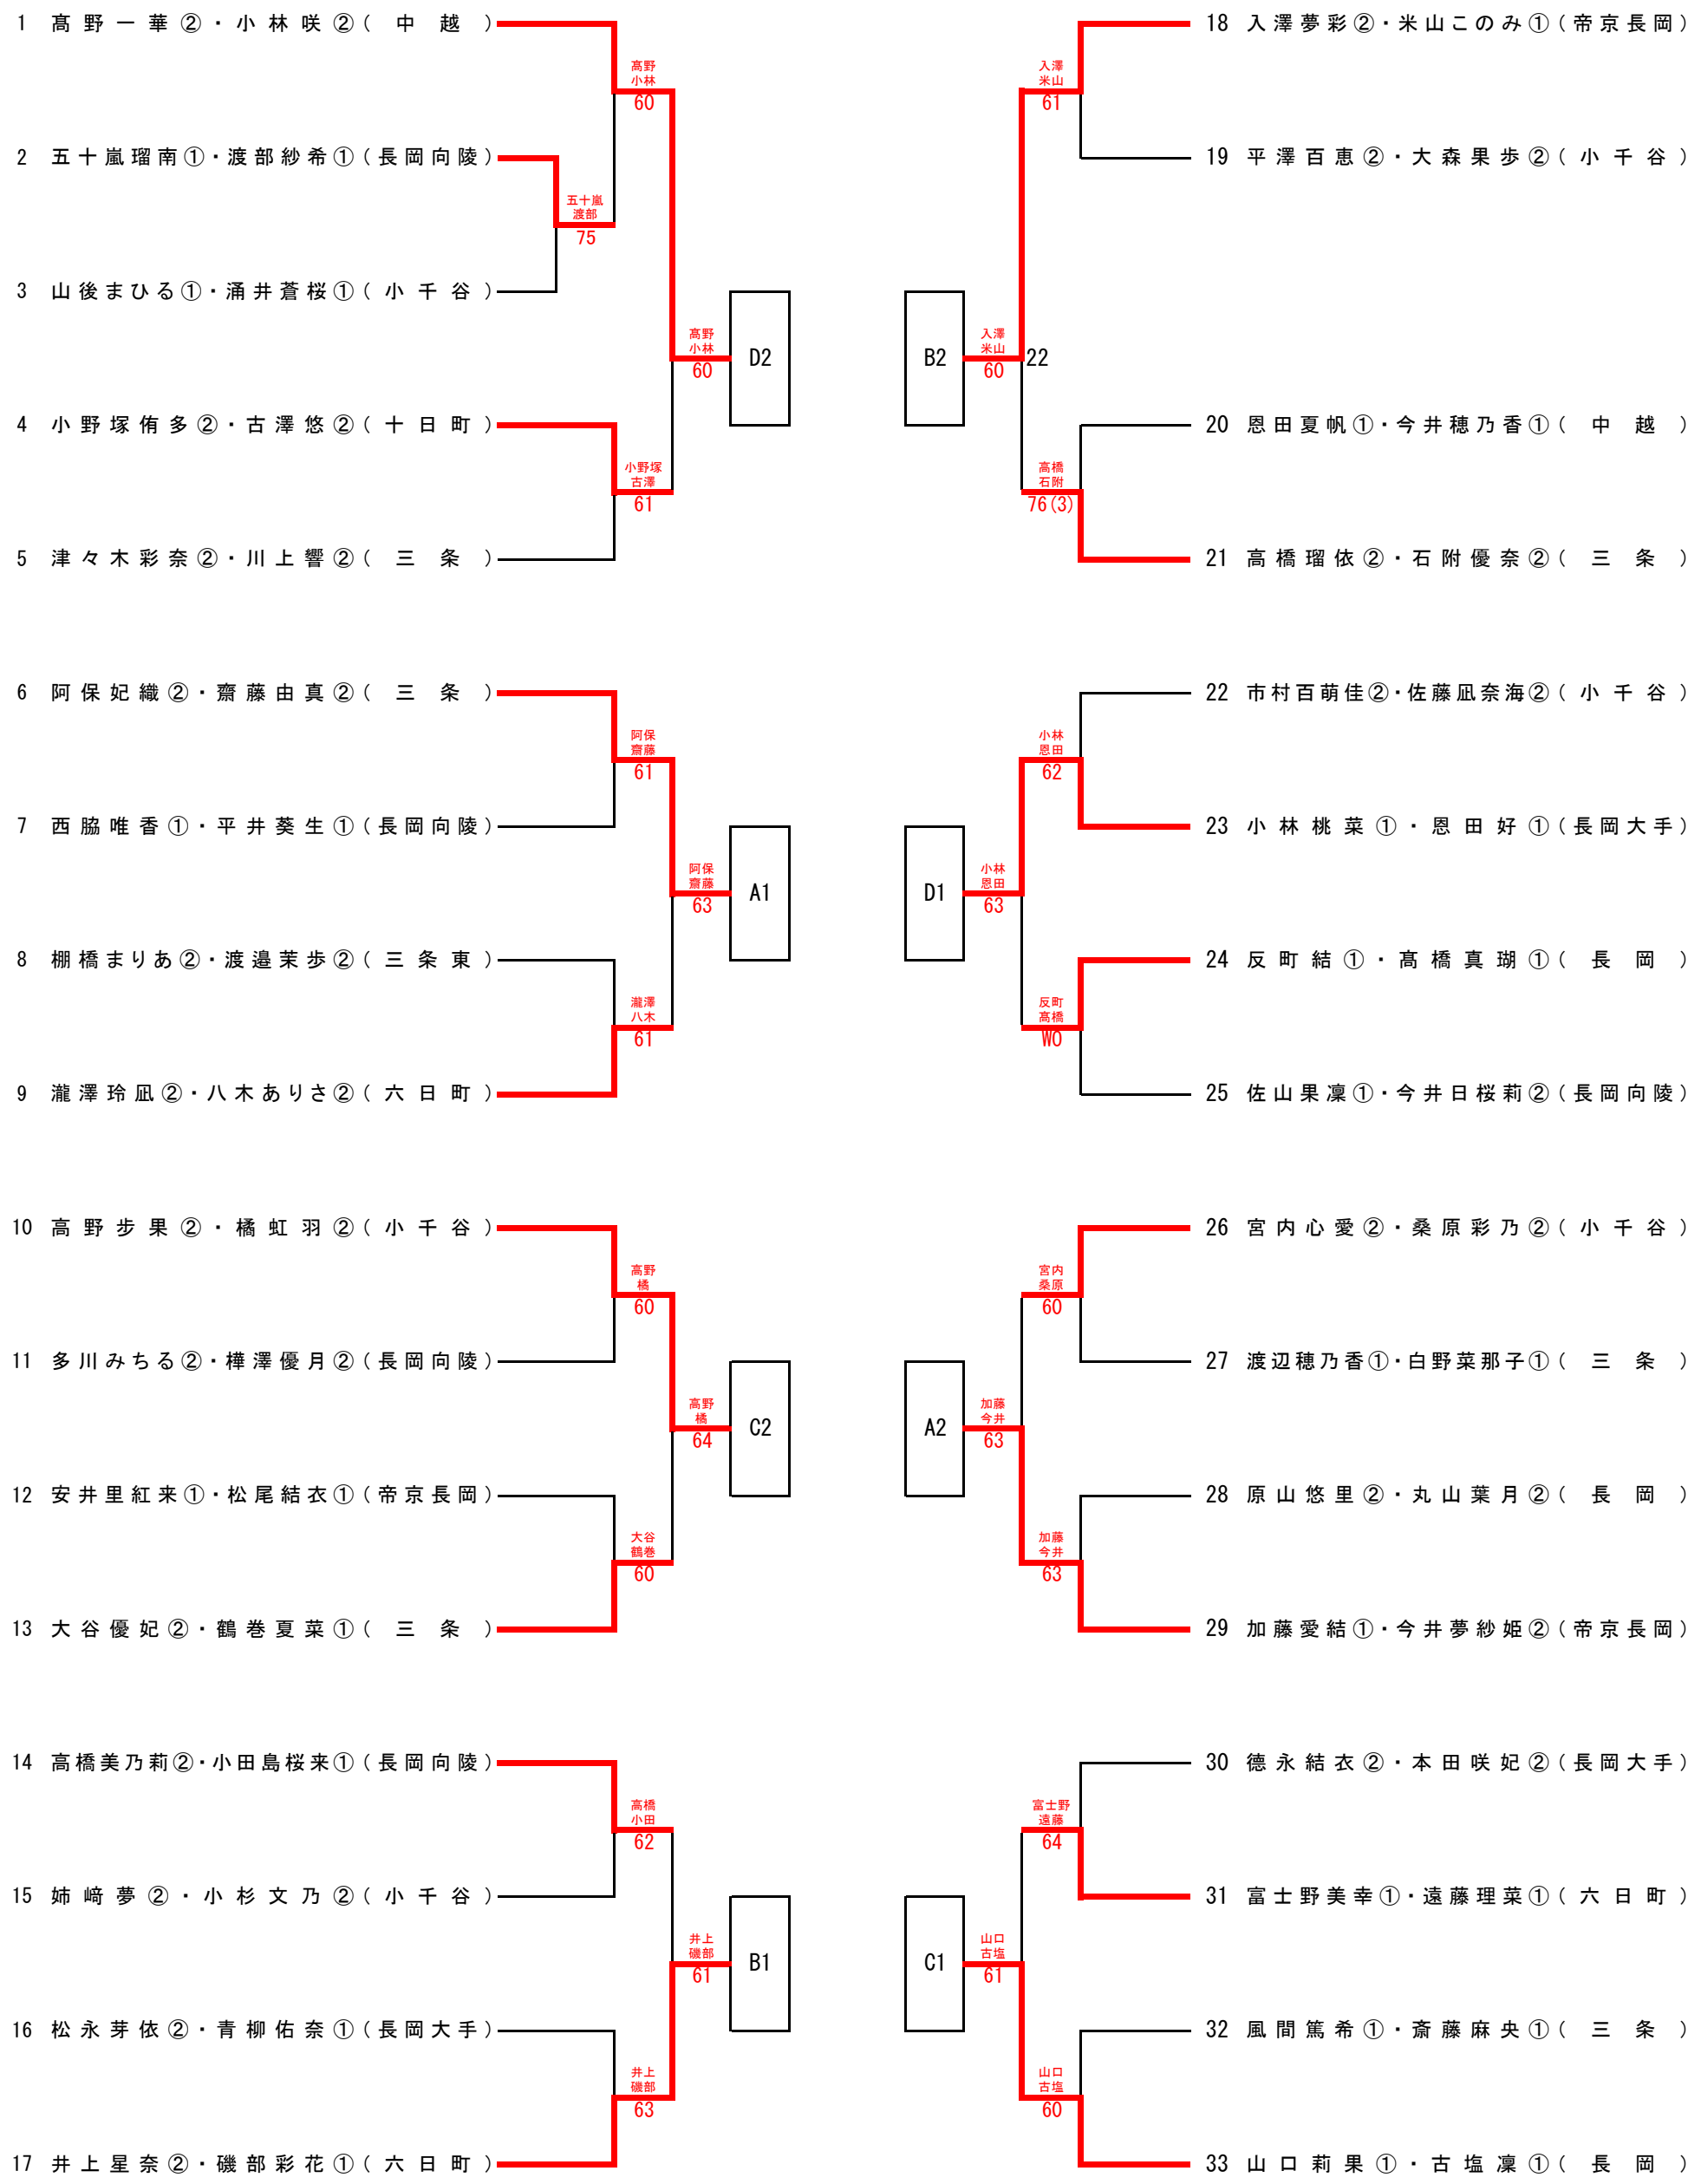 1 髙野一華②・小林咲②(中越)
髙野
小林
60
2 五十嵐瑠南①・渡部紗希①(長岡向陵)
五十嵐
渡部
75
3 山後まひる①・涌井蒼桜①(小千谷)
髙野
小林
60
D2
4 小野塚侑多②・古澤悠②(十日町)
小野塚
古澤
61
5 津々木彩奈②・川上響②(三条)
6 阿保妃織②・齋藤由真②(三条)
阿保
齋藤
61
7 西脇唯香①・平井葵生①(長岡向陵)
阿保
齋藤
63
A1
8 棚橋まりあ②・渡邉茉歩②(三条東)
瀧澤
八木
61
9 瀧澤玲凪②・八木ありさ②(六日町)
10 高野步果②・橘虹羽②(小千谷)
高野
橘
60
11 多川みちる②・樺澤優月②(長岡向陵)
高野
橘
64
C2
12 安井里紅来①・松尾結衣①(帝京長岡)
大谷
鶴巻
60
13 大谷優妃②・鶴巻夏菜①(三条)
14 高橋美乃莉②・小田島桜来①(長岡向陵)
高橋
小田
62
15 姉﨑夢②・小杉文乃②(小千谷)
井上
磯部
61
B1
16 松永芽依②・青柳佑奈①(長岡大手)
井上
磯部
63
17 井上星奈②・磯部彩花①(六日町)
18 入澤夢彩②・米山このみ①(帝京長岡)
入澤
米山
61
19 平澤百恵②・大森果歩②(小千谷)
B2
入澤
米山
60
22
20 恩田夏帆①・今井穂乃香①(中越)
高橋
石附
76(3)
21 高橋瑠依②・石附優奈②(三条)
22 市村百萌佳②・佐藤凪奈海②(小千谷)
小林
恩田
62
23 小林桃菜①・恩田好①(長岡大手)
D1
小林
恩田
63
24 反町結①・髙橋真瑚①(長岡)
反町
髙橋
WO
25 佐山果凜①・今井日桜莉②(長岡向陵)
26 宮内心愛②・桑原彩乃②(小千谷)
宮内
桑原
60
27 渡辺穂乃香①・白野菜那子①(三条)
A2
加藤
今井
63
28 原山悠里②・丸山葉月②(長岡)
加藤
今井
63
29 加藤愛結①・今井夢紗姫②(帝京長岡)
30 德永結衣②・本田咲妃②(長岡大手)
富士野
遠藤
64
31 富士野美幸①・遠藤理菜①(六日町)
C1
山口
古塩
61
32 風間篤希①・斎藤麻央①(三条)
山口
古塩
60
33 山口莉果①・古塩凜①(長岡)